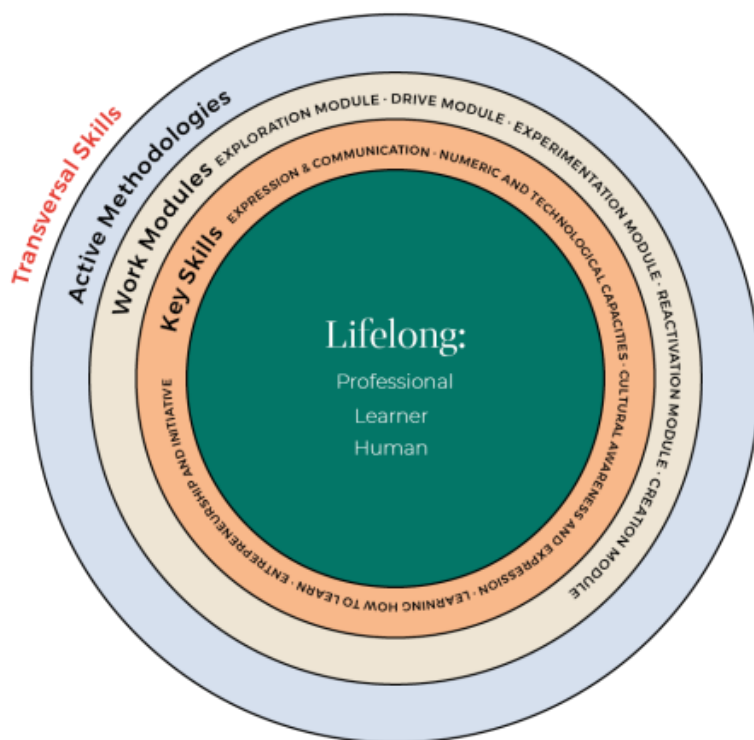 Transversal Skills
Active Methodologies
Work Modules EXPLORATION MODULE · DRIVE MODULE · EXPERIMENTATION MODULE · REACTIVATION MODULE · CREATION MODULE
Key Skills EXPRESSION & COMMUNICATION · NUMERIC AND TECHNOLOGICAL CAPACITIES · CULTURAL AWARENESS AND EXPRESSION · LEARNING HOW TO LEARN · ENTREPRENEURSHIP AND INITIATIVE
Lifelong:
Professional
Learner
Human